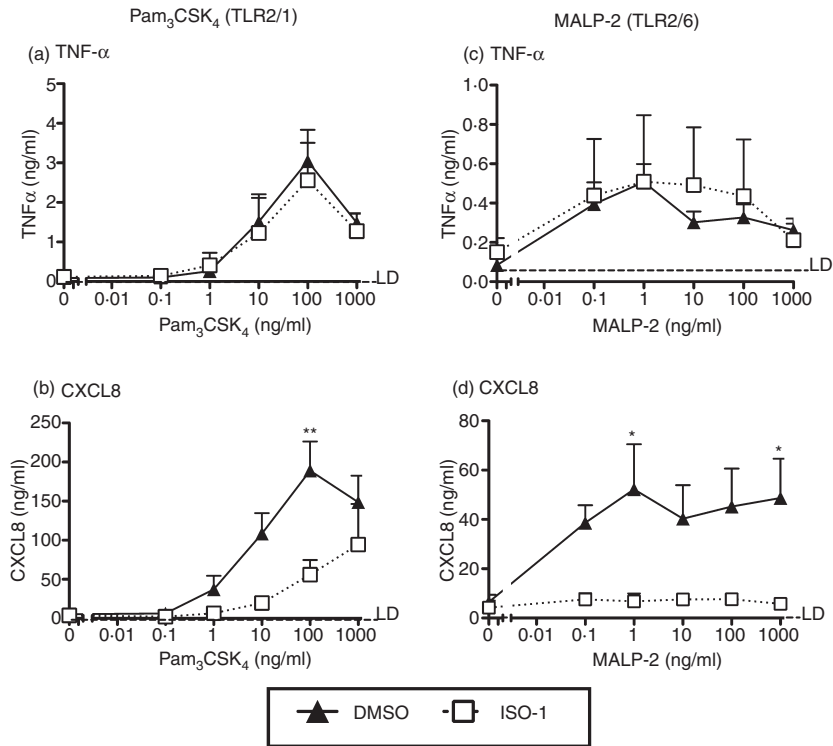 Pam₃CSK₄ (TLR2/1)
MALP-2 (TLR2/6)
(a) TNF-α
5
4
3
2
1
0
TNFα (ng/ml)
LD
0 0·01 0·1 1 10 100 1000
Pam₃CSK₄ (ng/ml)
(c) TNF-α
1·0
0·8
0·6
0·4
0·2
0·0
TNFα (ng/ml)
LD
0 0·01 0·1 1 10 100 1000
MALP-2 (ng/ml)
(b) CXCL8
250
200
150
100
50
0
CXCL8 (ng/ml)
**
LD
0 0·01 0·1 1 10 100 1000
Pam₃CSK₄ (ng/ml)
(d) CXCL8
80
60
40
20
0
CXCL8 (ng/ml)
* *
LD
0 0·01 0·1 1 10 100 1000
MALP-2 (ng/ml)
DMSO ISO-1